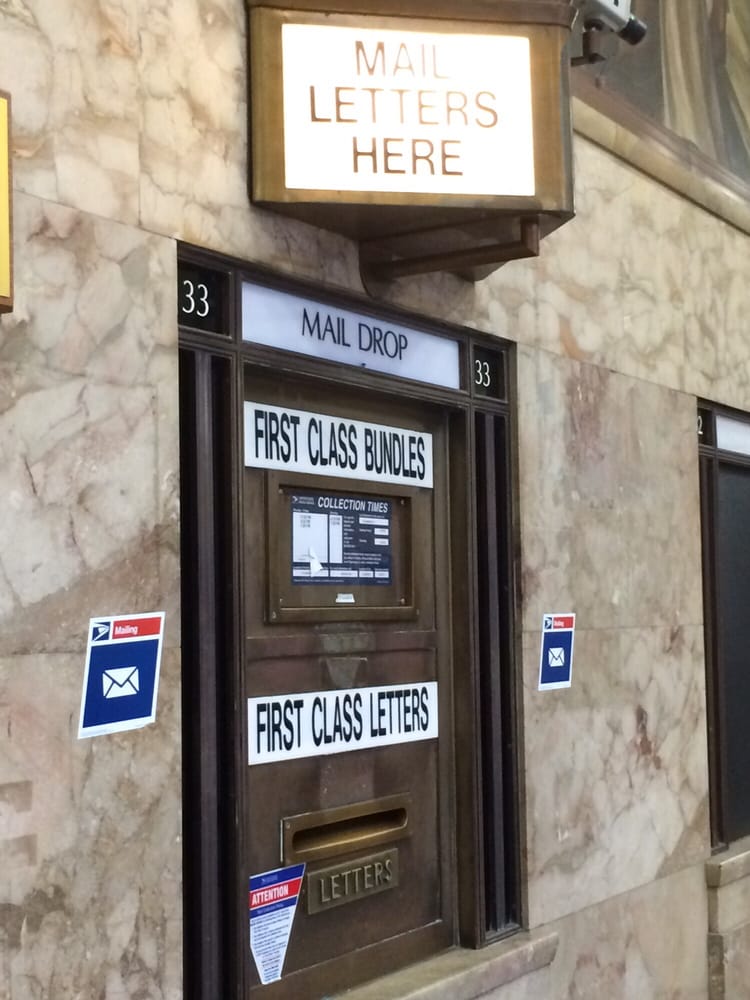 MAIL
LETTERS
HERE
33
MAIL DROP
33
FIRST CLASS BUNDLES
COLLECTION TIMES
Mailing
Mailing
FIRST CLASS LETTERS
LETTERS
ATTENTION
2